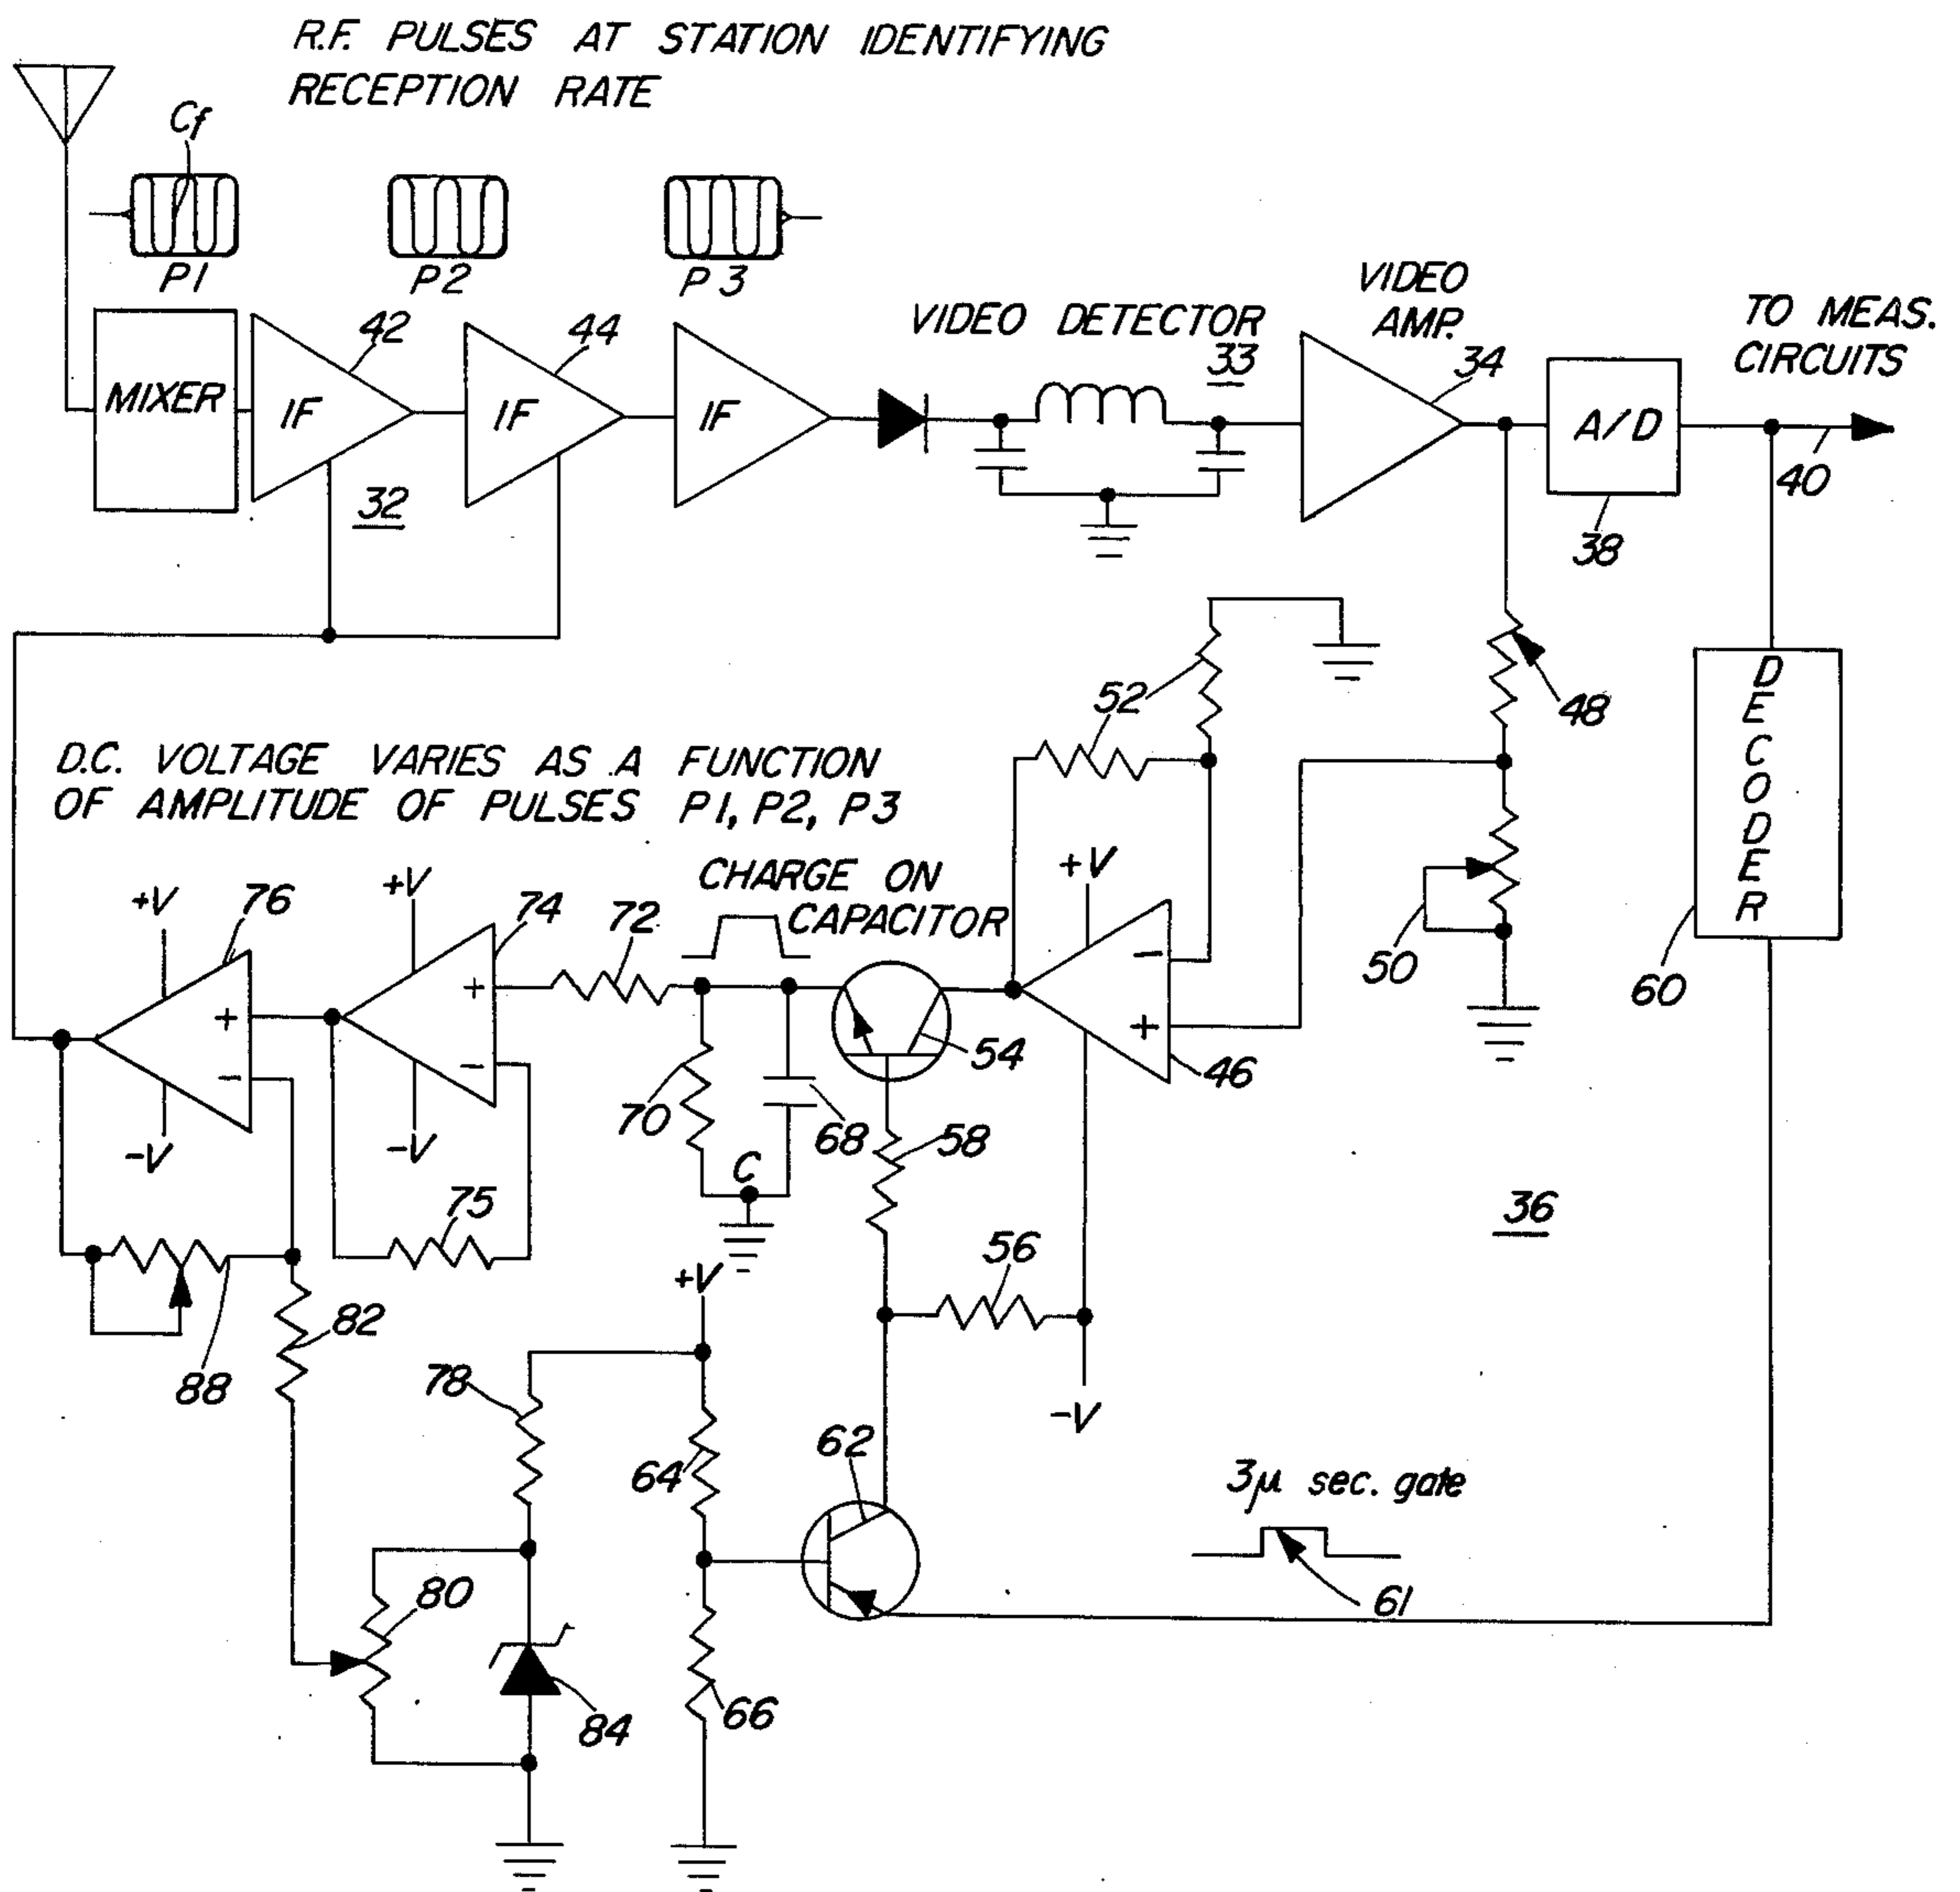 R.F. PULSES AT STATION IDENTIFYING
RECEPTION RATE
Cf
P1
P2
P3
MIXER
IF
42
IF
44
IF
32
VIDEO DETECTOR
33
VIDEO
AMP.
34
A/D
38
TO MEAS.
CIRCUITS
40
52
48
DECODER
D.C. VOLTAGE VARIES AS A FUNCTION
OF AMPLITUDE OF PULSES P1, P2, P3
CHARGE ON
CAPACITOR
+V
76
+V
74
72
+V
50
60
+
-
-V
+
-
-V
70
68
C
54
-
+
46
58
36
75
56
+V
82
88
78
-V
64
62
3μ sec. gate
61
80
84
66